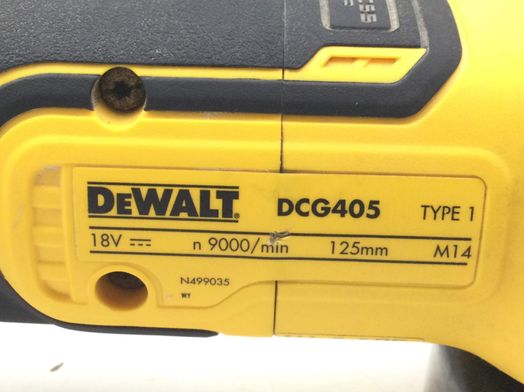 DEWALT® DCG405 TYPE 1
18V ⎓ n 9000/min 125mm M14
N499035
WY